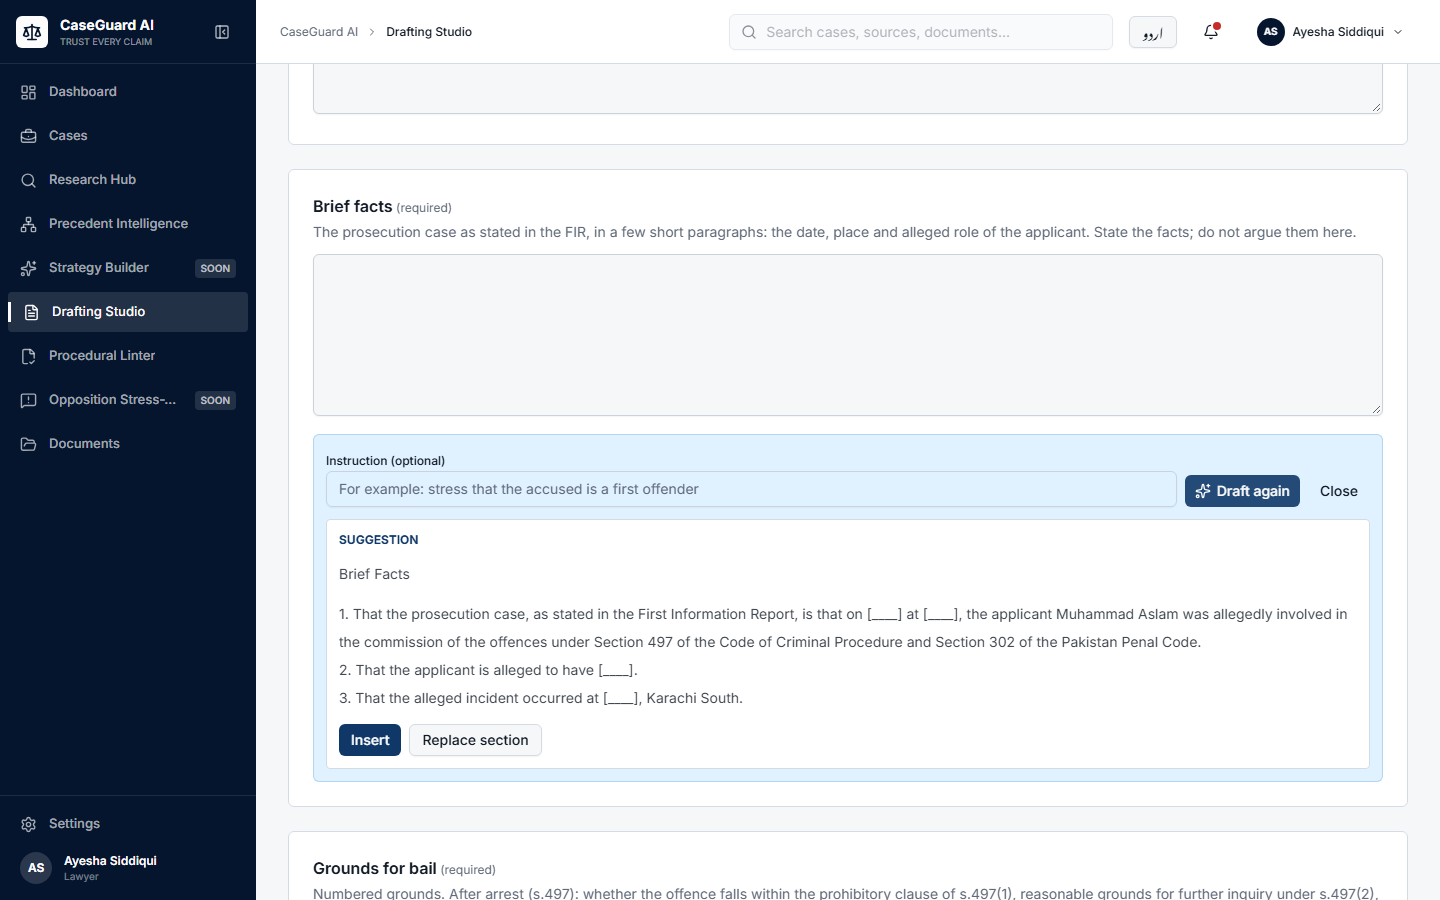 CaseGuard AI
TRUST EVERY CLAIM
CaseGuard AI > Drafting Studio
Search cases, sources, documents...
اردو
AS
Ayesha Siddiqui
Dashboard
Cases
Research Hub
Precedent Intelligence
Strategy Builder SOON
Drafting Studio
Procedural Linter
Opposition Stress-... SOON
Documents
Settings
AS
Ayesha Siddiqui
Lawyer
Brief facts (required)
The prosecution case as stated in the FIR, in a few short paragraphs: the date, place and alleged role of the applicant. State the facts; do not argue them here.
Instruction (optional)
For example: stress that the accused is a first offender
Draft again
Close
SUGGESTION
Brief Facts
1. That the prosecution case, as stated in the First Information Report, is that on [____] at [____], the applicant Muhammad Aslam was allegedly involved in
the commission of the offences under Section 497 of the Code of Criminal Procedure and Section 302 of the Pakistan Penal Code.
2. That the applicant is alleged to have [____].
3. That the alleged incident occurred at [____], Karachi South.
Insert
Replace section
Grounds for bail (required)
Numbered grounds. After arrest (s.497): whether the offence falls within the prohibitory clause of s.497(1), reasonable grounds for further inquiry under s.497(2),